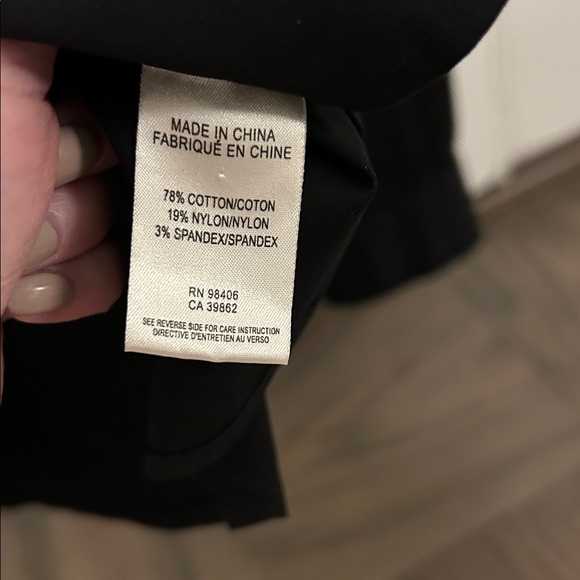 MADE IN CHINA
FABRIQUÉ EN CHINE
78% COTTON/COTON
19% NYLON/NYLON
3% SPANDEX/SPANDEX
RN 98406
CA 39862
SEE REVERSE SIDE FOR CARE INSTRUCTION
DIRECTIVE D'ENTRETIEN AU VERSO